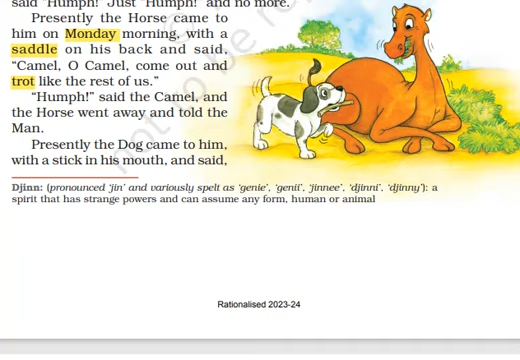 said "Humph!" Just "Humph!" and no more.
Presently the Horse came to
him on Monday morning, with a
saddle on his back and said,
"Camel, O Camel, come out and
trot like the rest of us."
"Humph!" said the Camel, and
the Horse went away and told the
Man.
Presently the Dog came to him,
with a stick in his mouth, and said,
Djinn: (pronounced 'jin' and variously spelt as 'genie', 'genii', 'jinnee', 'djinni', 'djinny'): a
spirit that has strange powers and can assume any form, human or animal
Rationalised 2023-24